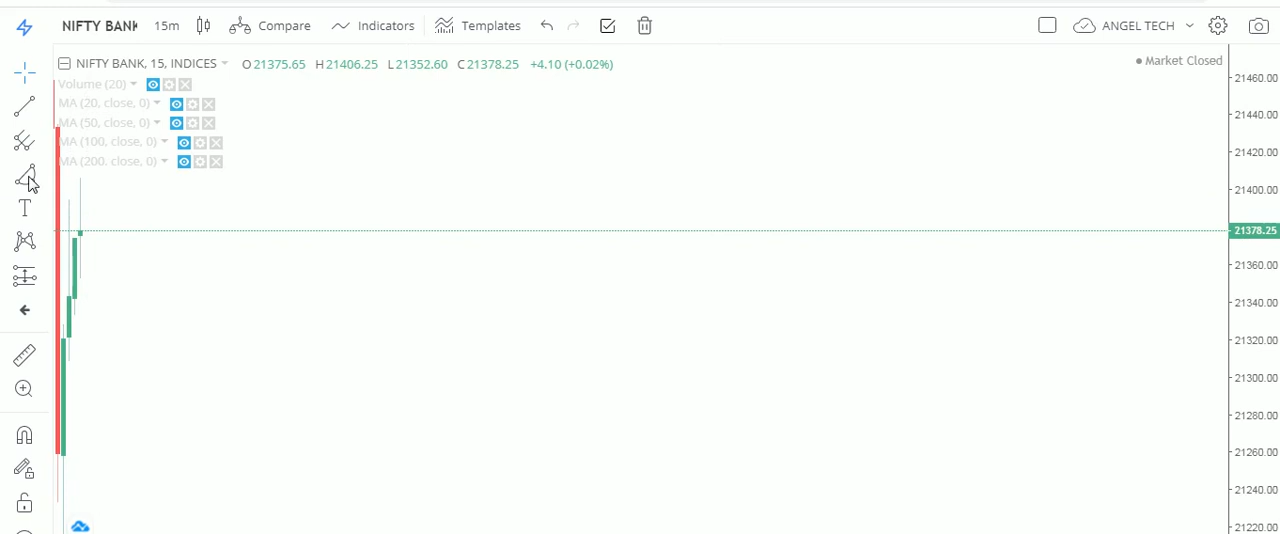 NIFTY BANK 15m Compare Indicators Templates ANGEL TECH
NIFTY BANK, 15, INDICES O 21375.65 H 21406.25 L 21352.60 C 21378.25 +4.10 (+0.02%)
Market Closed
Volume (20)
MA (20, close, 0)
MA (50, close, 0)
MA (100, close, 0)
MA (200. close, 0)
T
21460.00
21440.00
21420.00
21400.00
21378.25
21360.00
21340.00
21320.00
21300.00
21280.00
21260.00
21240.00
21220.00